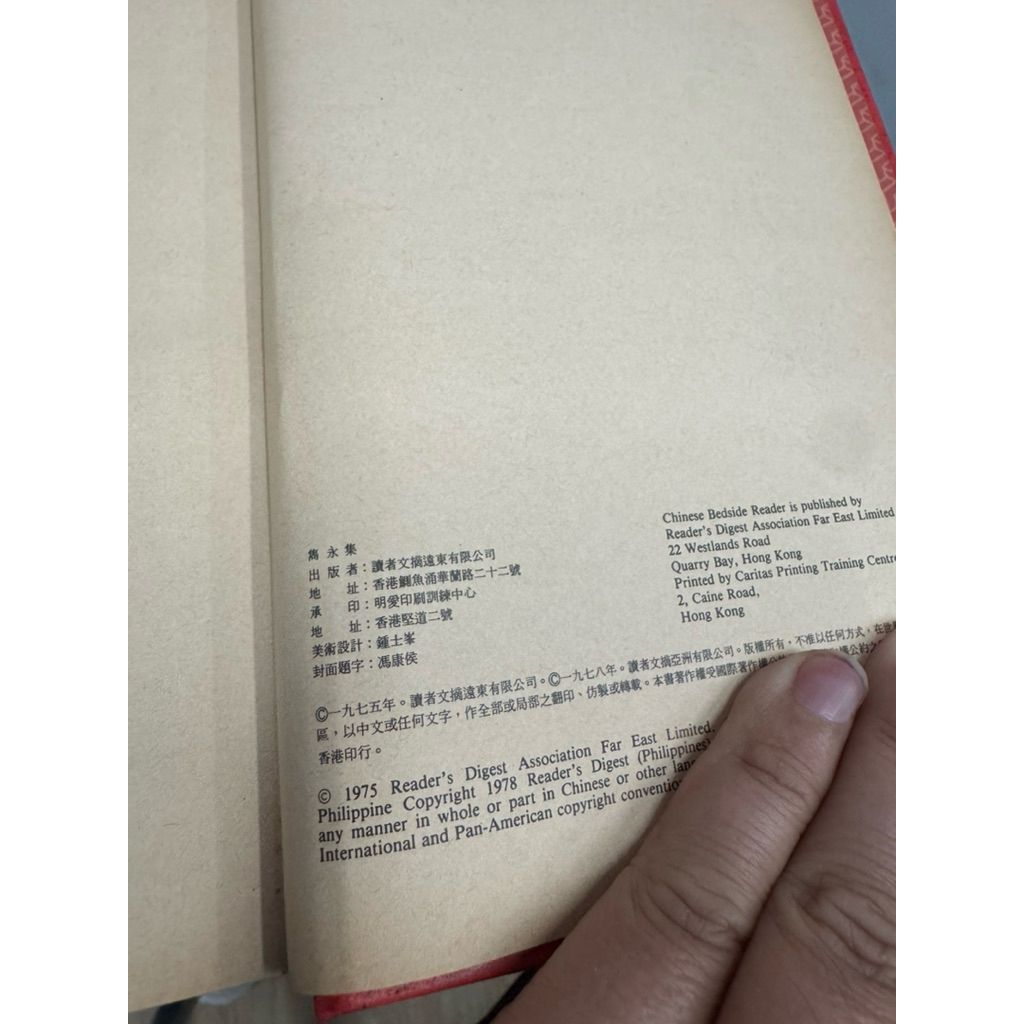 雋永集
出版者：讀者文摘遠東有限公司
地址：香港鰂魚涌華蘭路二十二號
承印：明愛印刷訓練中心
地址：香港堅道二號
美術設計：鍾士峯
封面題字：馮康侯
Chinese Bedside Reader is published by
Reader's Digest Association Far East Limited
22 Westlands Road
Quarry Bay, Hong Kong
Printed by Caritas Printing Training Centre
2, Caine Road,
Hong Kong
©一九七五年。讀者文摘遠東有限公司。©一九七八年。讀者文摘亞洲有限公司。版權所有，不准以任何方式，在
區，以中文或任何文字，作全部或局部之翻印、仿製或轉載。本書著作權受國際著作權公
香港印行。
© 1975 Reader's Digest Association Far East Limited.
Philippine Copyright 1978 Reader's Digest (Philippines)
any manner in whole or part in Chinese or other
International and Pan-American copyright